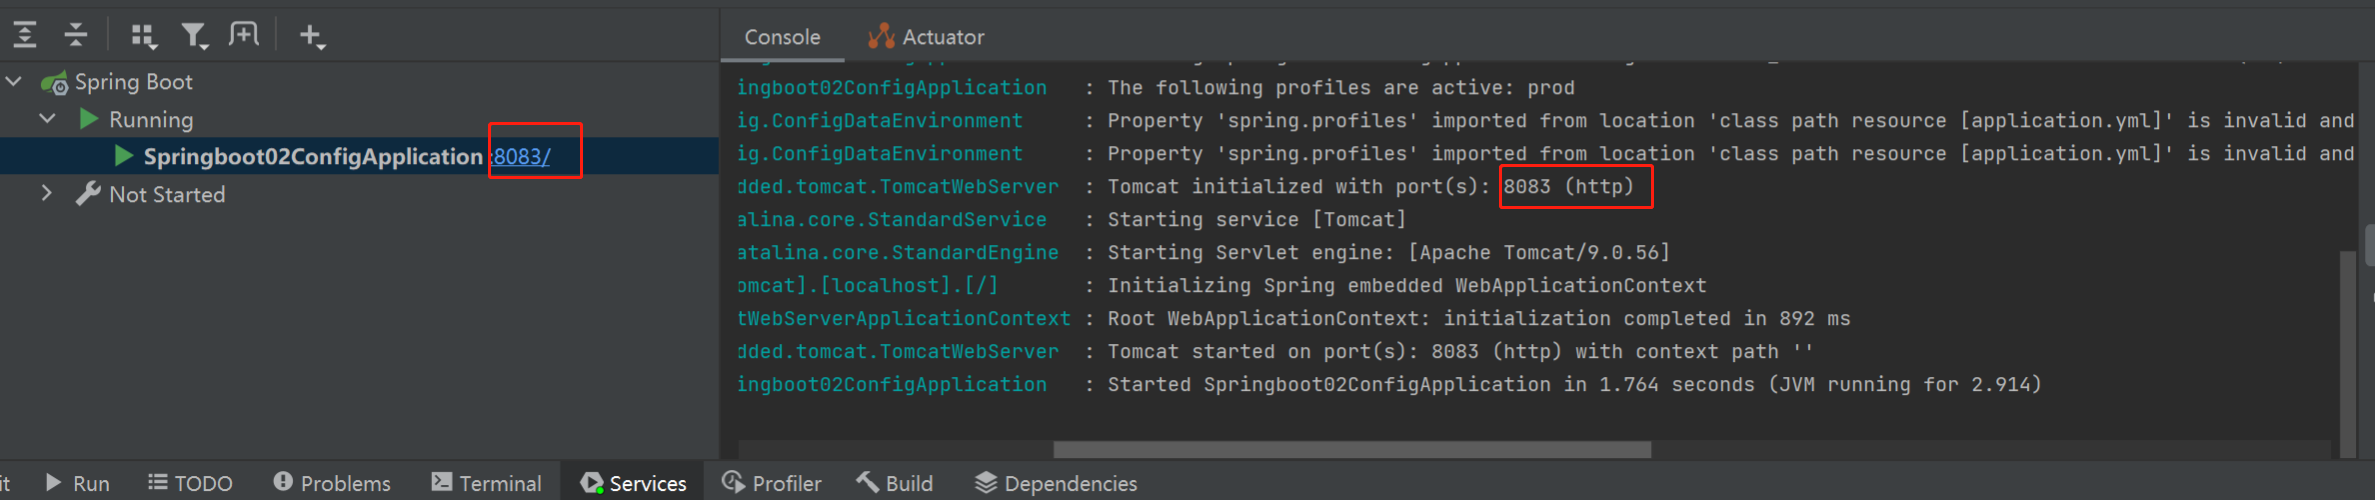 Spring Boot
Running
Springboot02ConfigApplication :8083/
Not Started
Console Actuator
ingboot02ConfigApplication : The following profiles are active: prod
ig.ConfigDataEnvironment : Property 'spring.profiles' imported from location 'class path resource [application.yml]' is invalid and
ig.ConfigDataEnvironment : Property 'spring.profiles' imported from location 'class path resource [application.yml]' is invalid and
dded.tomcat.TomcatWebServer : Tomcat initialized with port(s): 8083 (http)
alina.core.StandardService : Starting service [Tomcat]
atalina.core.StandardEngine : Starting Servlet engine: [Apache Tomcat/9.0.56]
omcat].[localhost].[/] : Initializing Spring embedded WebApplicationContext
tWebServerApplicationContext : Root WebApplicationContext: initialization completed in 892 ms
dded.tomcat.TomcatWebServer : Tomcat started on port(s): 8083 (http) with context path ''
ingboot02ConfigApplication : Started Springboot02ConfigApplication in 1.764 seconds (JVM running for 2.914)
it Run TODO Problems Terminal Services Profiler Build Dependencies